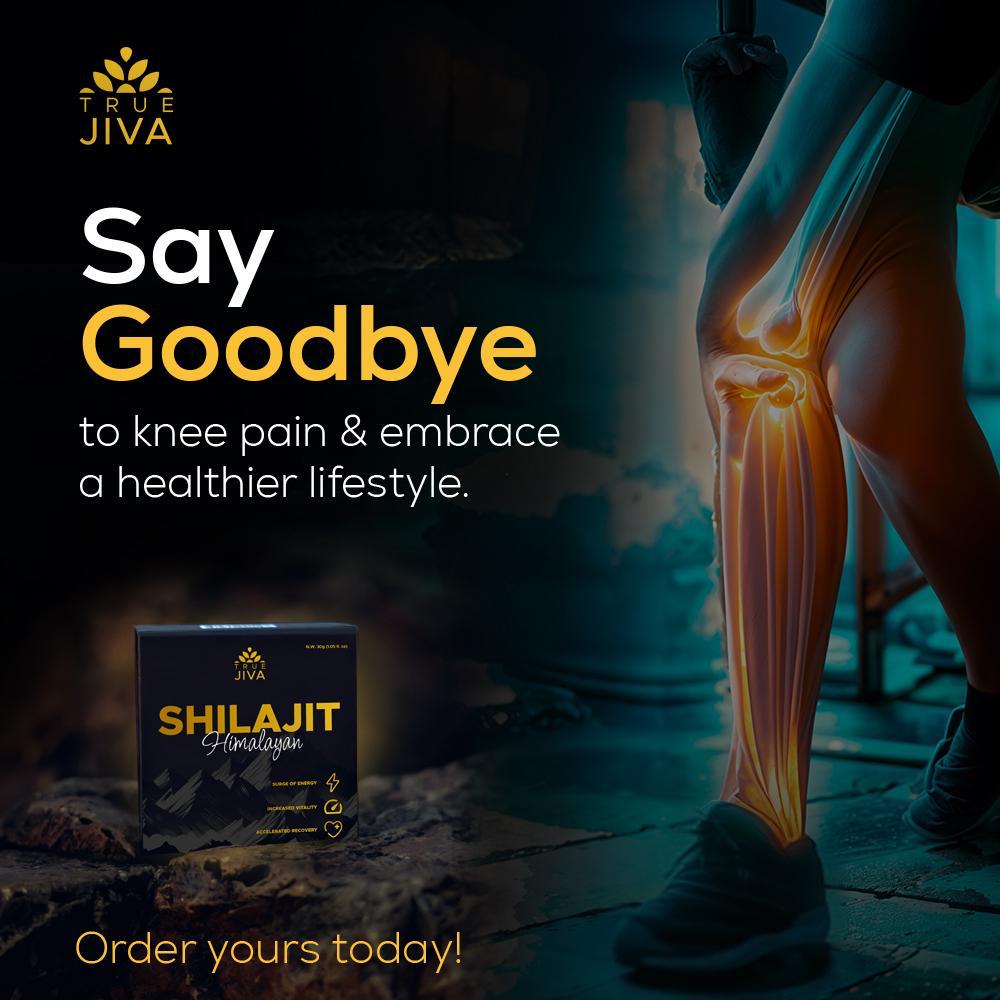 TRUE
JIVA
Say
Goodbye
to knee pain & embrace
a healthier lifestyle.
TRUE
JIVA
SHILAJIT
Himalayan
SURGE OF ENERGY
INCREASED VITALITY
ACCELERATED RECOVERY
Order yours today!